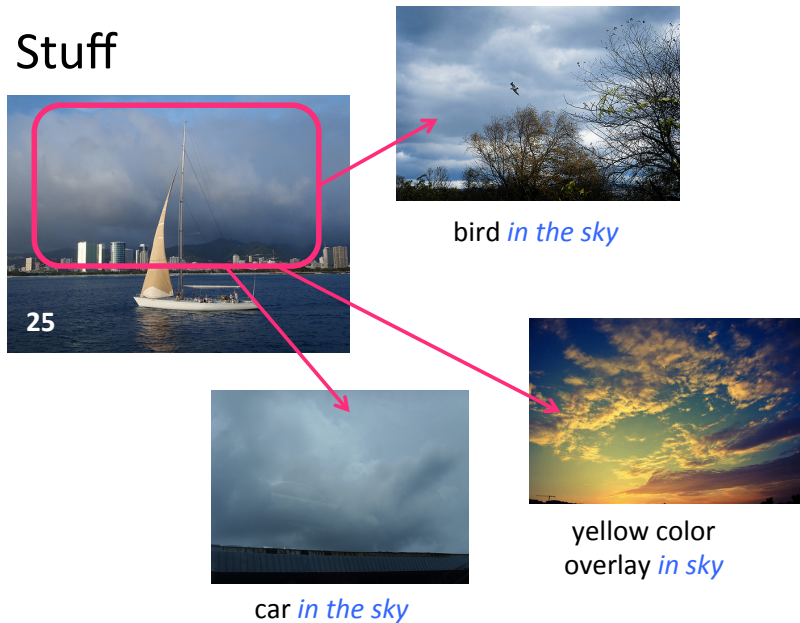 Stuff
bird in the sky
25
yellow color
overlay in sky
car in the sky